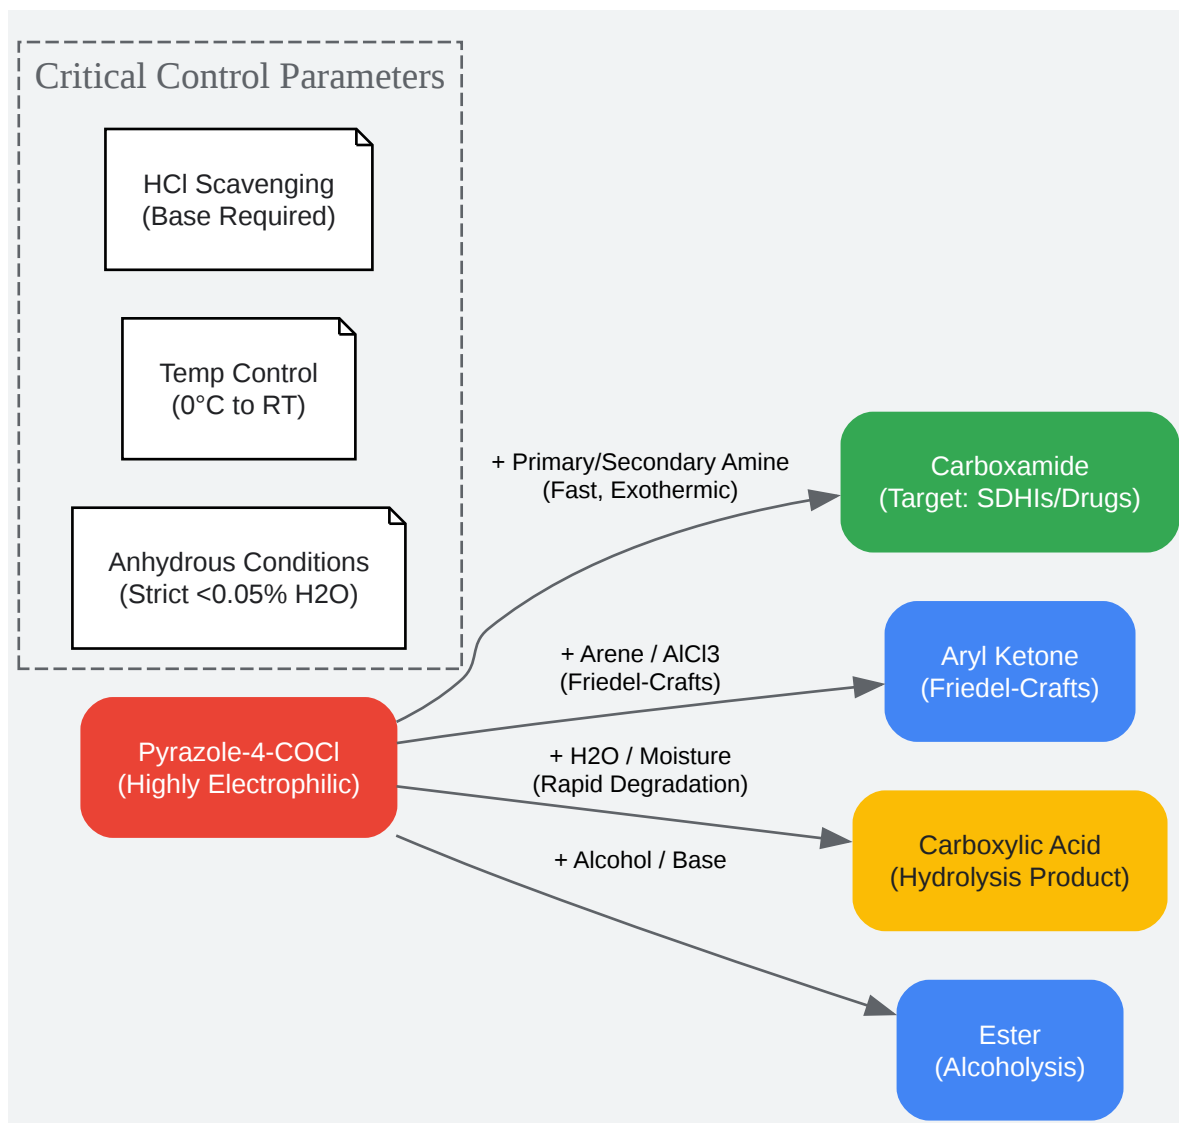 Critical Control Parameters
HCl Scavenging
(Base Required)
Temp Control
(0°C to RT)
Anhydrous Conditions
(Strict <0.05% H2O)
Pyrazole-4-COCl
(Highly Electrophilic)
+ Primary/Secondary Amine
(Fast, Exothermic)
Carboxamide
(Target: SDHIs/Drugs)
+ Arene / AlCl3
(Friedel-Crafts)
Aryl Ketone
(Friedel-Crafts)
+ H2O / Moisture
(Rapid Degradation)
Carboxylic Acid
(Hydrolysis Product)
+ Alcohol / Base
Ester
(Alcoholysis)